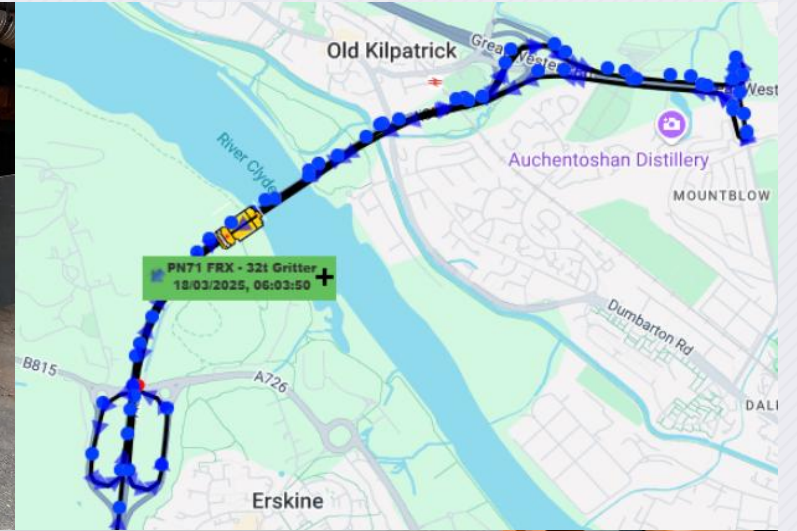 Old Kilpatrick
Great Western
West
River Clyde
Auchentoshan Distillery
MOUNTBLOW
PN71 FRX - 32t Gritter
18/03/2025, 06:03:50
Dumbarton Rd
B815
A726
DAL
Erskine